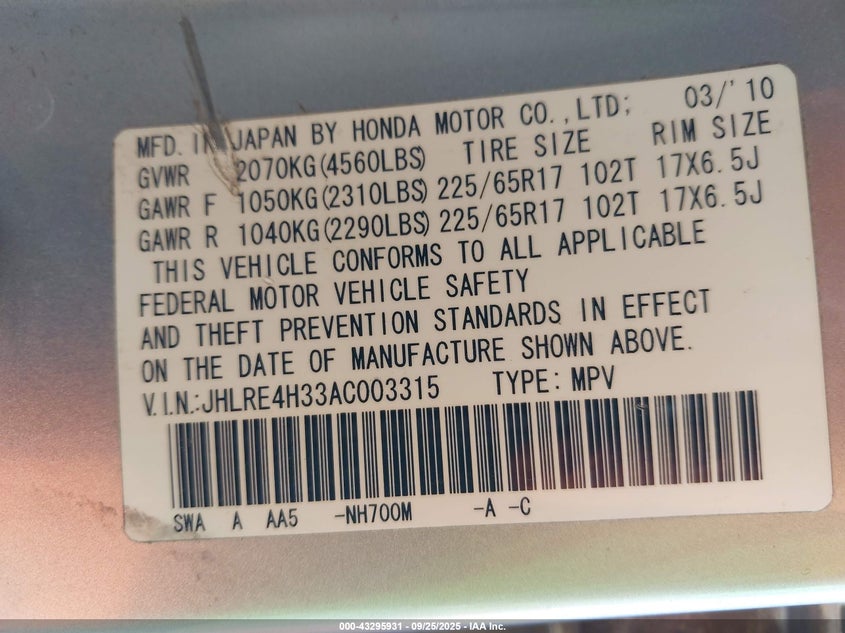 MFD. IN JAPAN BY HONDA MOTOR CO.,LTD; 03/'10
GVWR 2070KG(4560LBS) TIRE SIZE RIM SIZE
GAWR F 1050KG(2310LBS) 225/65R17 102T 17X6.5J
GAWR R 1040KG(2290LBS) 225/65R17 102T 17X6.5J
THIS VEHICLE CONFORMS TO ALL APPLICABLE
FEDERAL MOTOR VEHICLE SAFETY
AND THEFT PREVENTION STANDARDS IN EFFECT
ON THE DATE OF MANUFACTURE SHOWN ABOVE.
V.I.N.:JHLRE4H33AC003315 TYPE: MPV
SWA A AA5 -NH700M -A -C
000-43295931 - 09/25/2025 - IAA Inc.